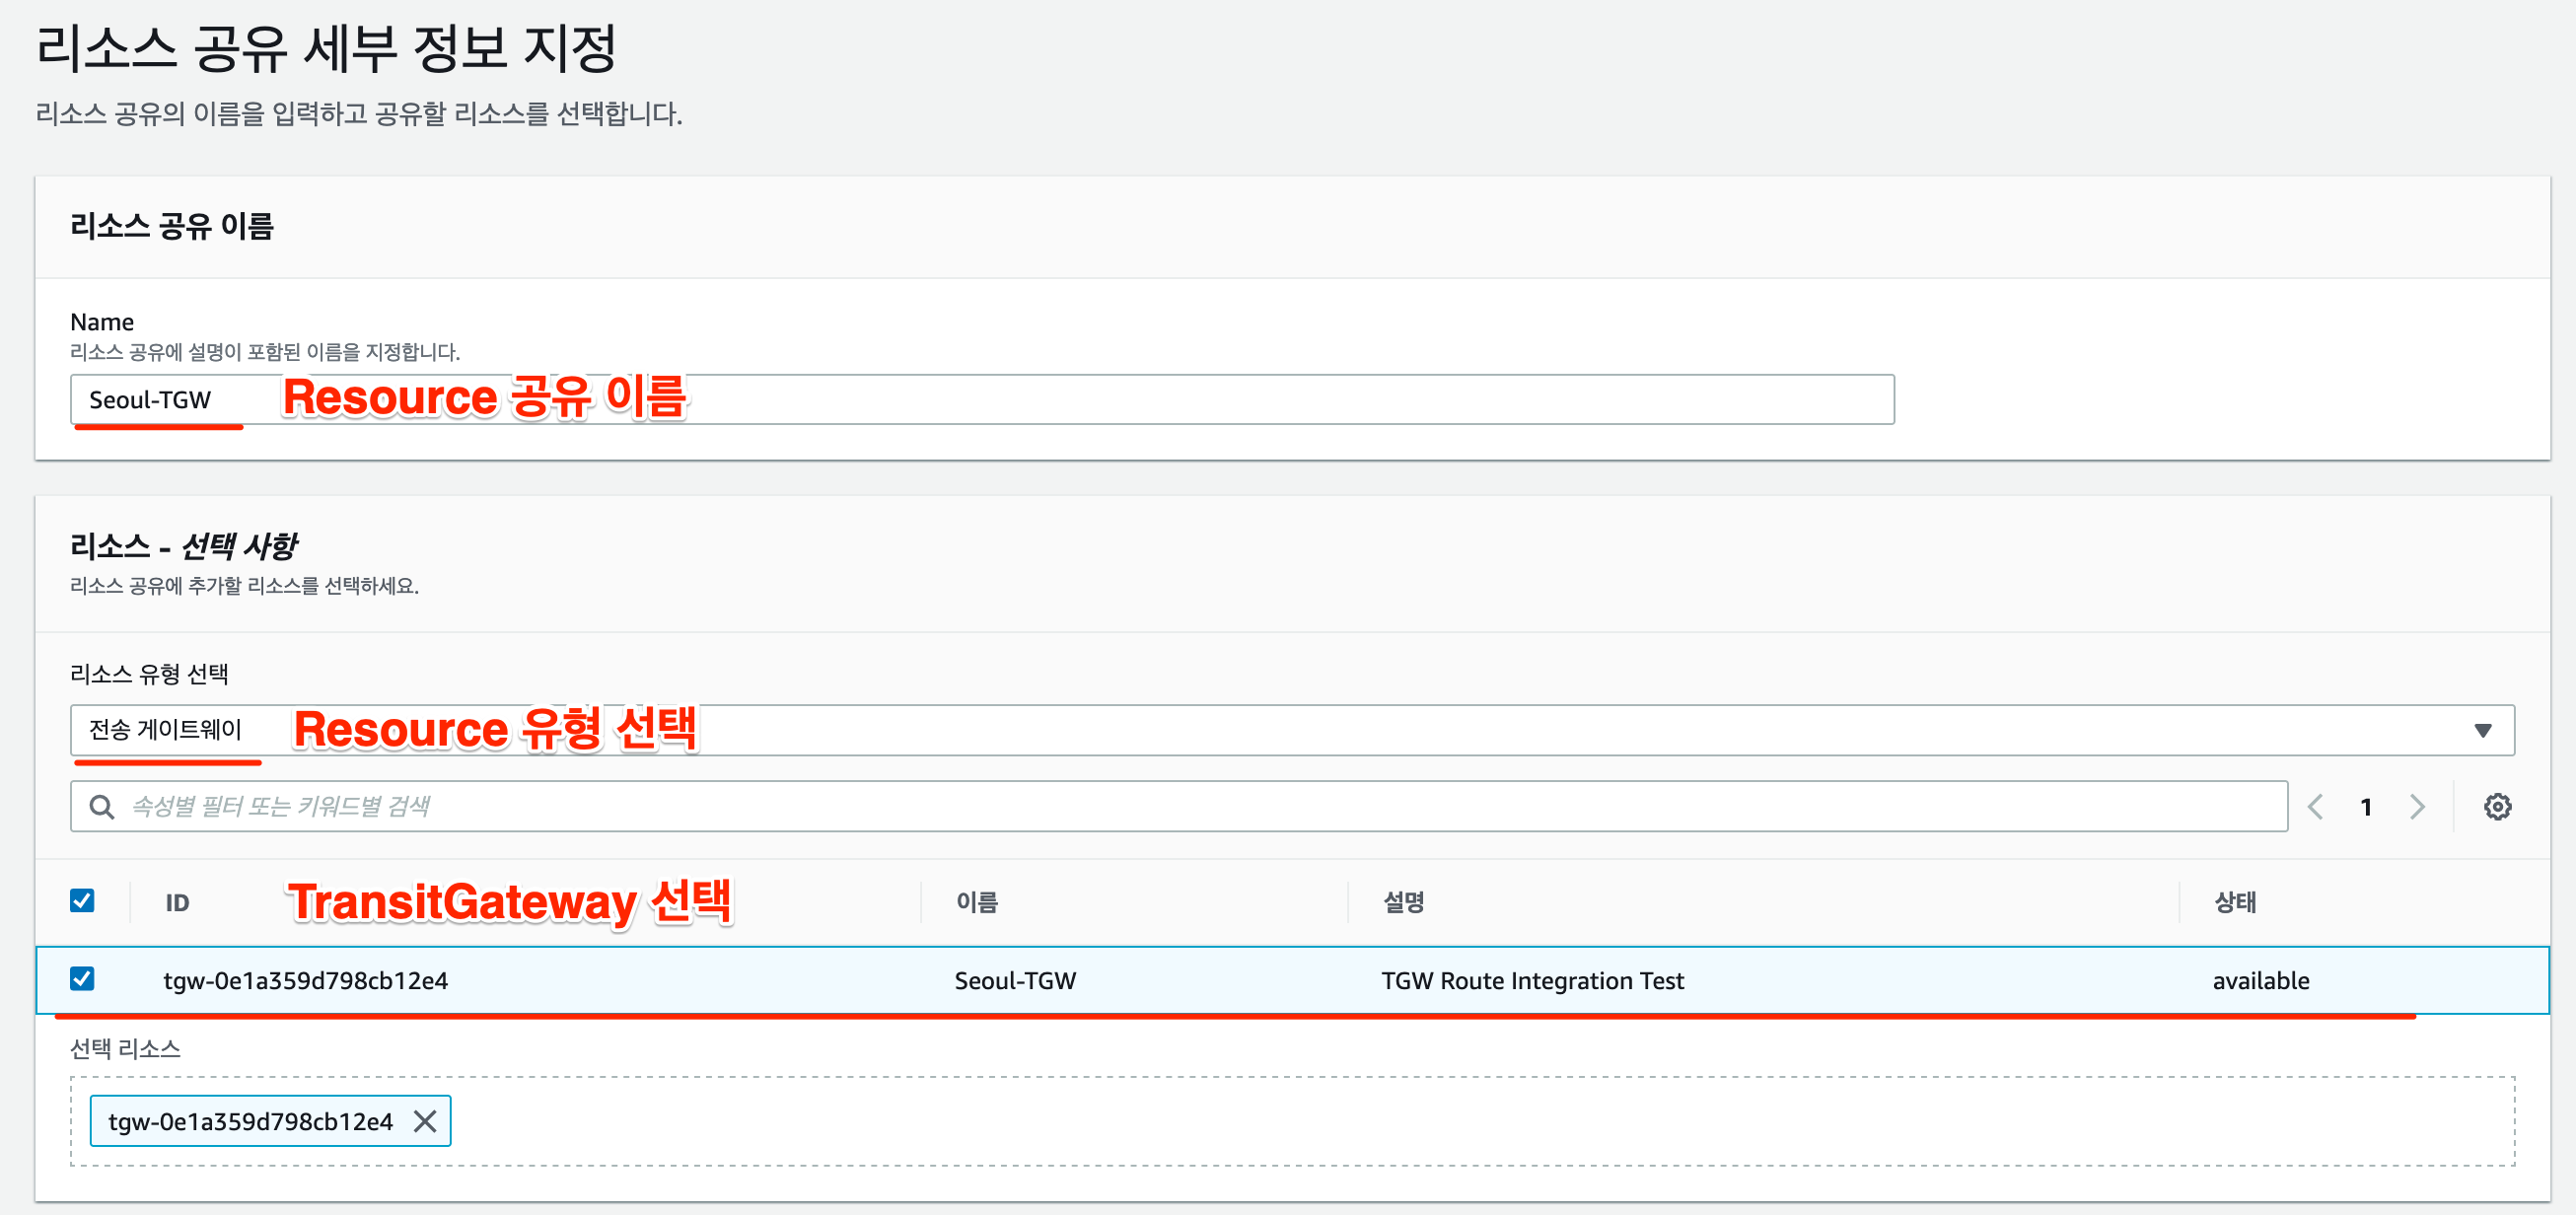 리소스 공유 세부 정보 지정
리소스 공유의 이름을 입력하고 공유할 리소스를 선택합니다.
리소스 공유 이름
Name
리소스 공유에 설명이 포함된 이름을 지정합니다.
Seoul-TGW Resource 공유 이름
리소스 - 선택 사항
리소스 공유에 추가할 리소스를 선택하세요.
리소스 유형 선택
전송 게이트웨이 Resource 유형 선택
속성별 필터 또는 키워드별 검색 1
ID TransitGateway 선택 이름 설명 상태
tgw-0e1a359d798cb12e4 Seoul-TGW TGW Route Integration Test available
선택 리소스
tgw-0e1a359d798cb12e4